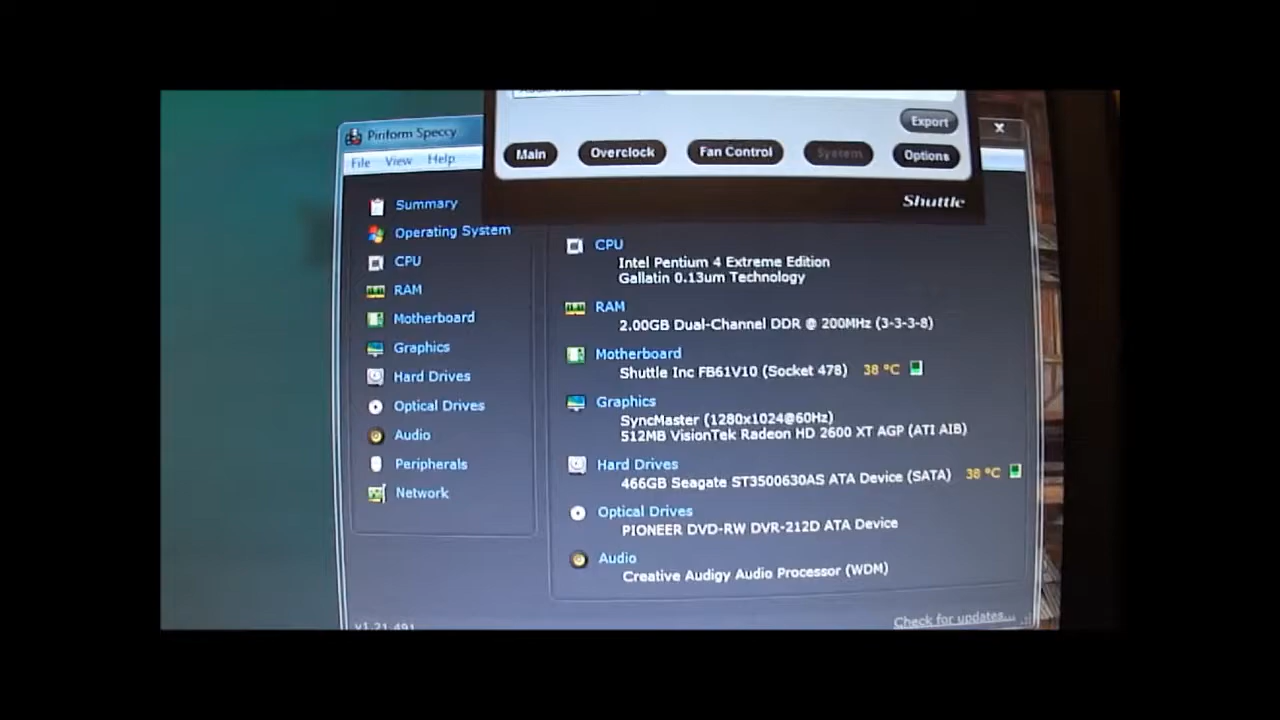 Export
Main
Overclock
Fan Control
System
Options
Shuttle
Piriform Speccy
File
View
Help
Summary
Operating System
CPU
RAM
Motherboard
Graphics
Hard Drives
Optical Drives
Audio
Peripherals
Network
CPU
Intel Pentium 4 Extreme Edition
Gallatin 0.13um Technology
RAM
2.00GB Dual-Channel DDR @ 200MHz (3-3-3-8)
Motherboard
Shuttle Inc FB61V10 (Socket 478) 38 °C
Graphics
SyncMaster (1280x1024@60Hz)
512MB VisionTek Radeon HD 2600 XT AGP (ATI AIB)
Hard Drives
466GB Seagate ST3500630AS ATA Device (SATA) 38 °C
Optical Drives
PIONEER DVD-RW DVR-212D ATA Device
Audio
Creative Audigy Audio Processor (WDM)
v1.21.491
Check for updates...